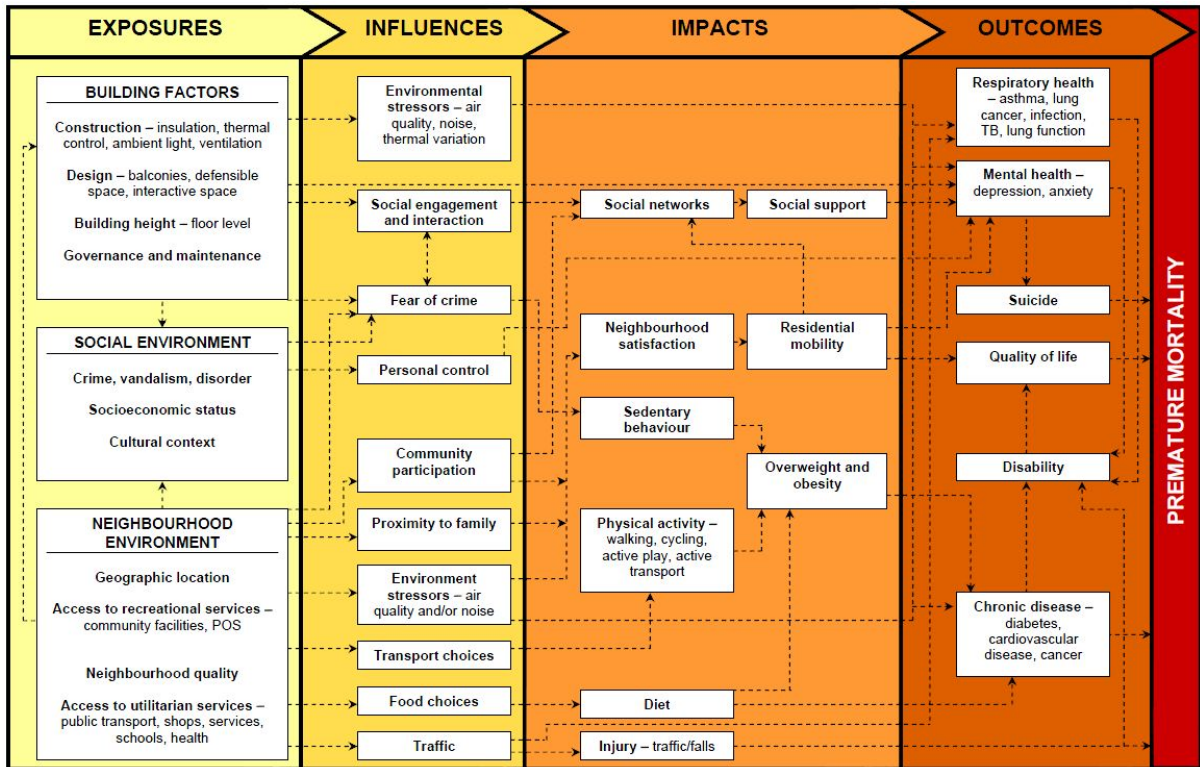 EXPOSURES
INFLUENCES
IMPACTS
OUTCOMES
BUILDING FACTORS
Construction – insulation, thermal
control, ambient light, ventilation
Design – balconies, defensible
space, interactive space
Building height – floor level
Governance and maintenance
SOCIAL ENVIRONMENT
Crime, vandalism, disorder
Socioeconomic status
Cultural context
NEIGHBOURHOOD
ENVIRONMENT
Geographic location
Access to recreational services –
community facilities, POS
Neighbourhood quality
Access to utilitarian services –
public transport, shops, services,
schools, health
Environmental
stressors – air
quality, noise,
thermal variation
Social engagement
and interaction
Fear of crime
Personal control
Community
participation
Proximity to family
Environment
stressors – air
quality and/or noise
Transport choices
Food choices
Traffic
Social networks
Social support
Neighbourhood
satisfaction
Residential
mobility
Sedentary
behaviour
Overweight and
obesity
Physical activity –
walking, cycling,
active play, active
transport
Diet
Injury – traffic/falls
Respiratory health
– asthma, lung
cancer, infection,
TB, lung function
Mental health –
depression, anxiety
Suicide
Quality of life
Disability
Chronic disease –
diabetes,
cardiovascular
disease, cancer
PREMATURE MORTALITY